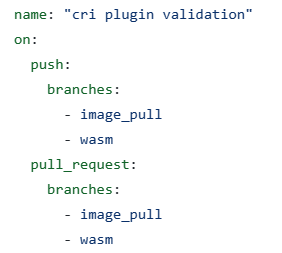 name: "cri plugin validation"
on:
  push:
    branches:
      - image_pull
      - wasm
  pull_request:
    branches:
      - image_pull
      - wasm